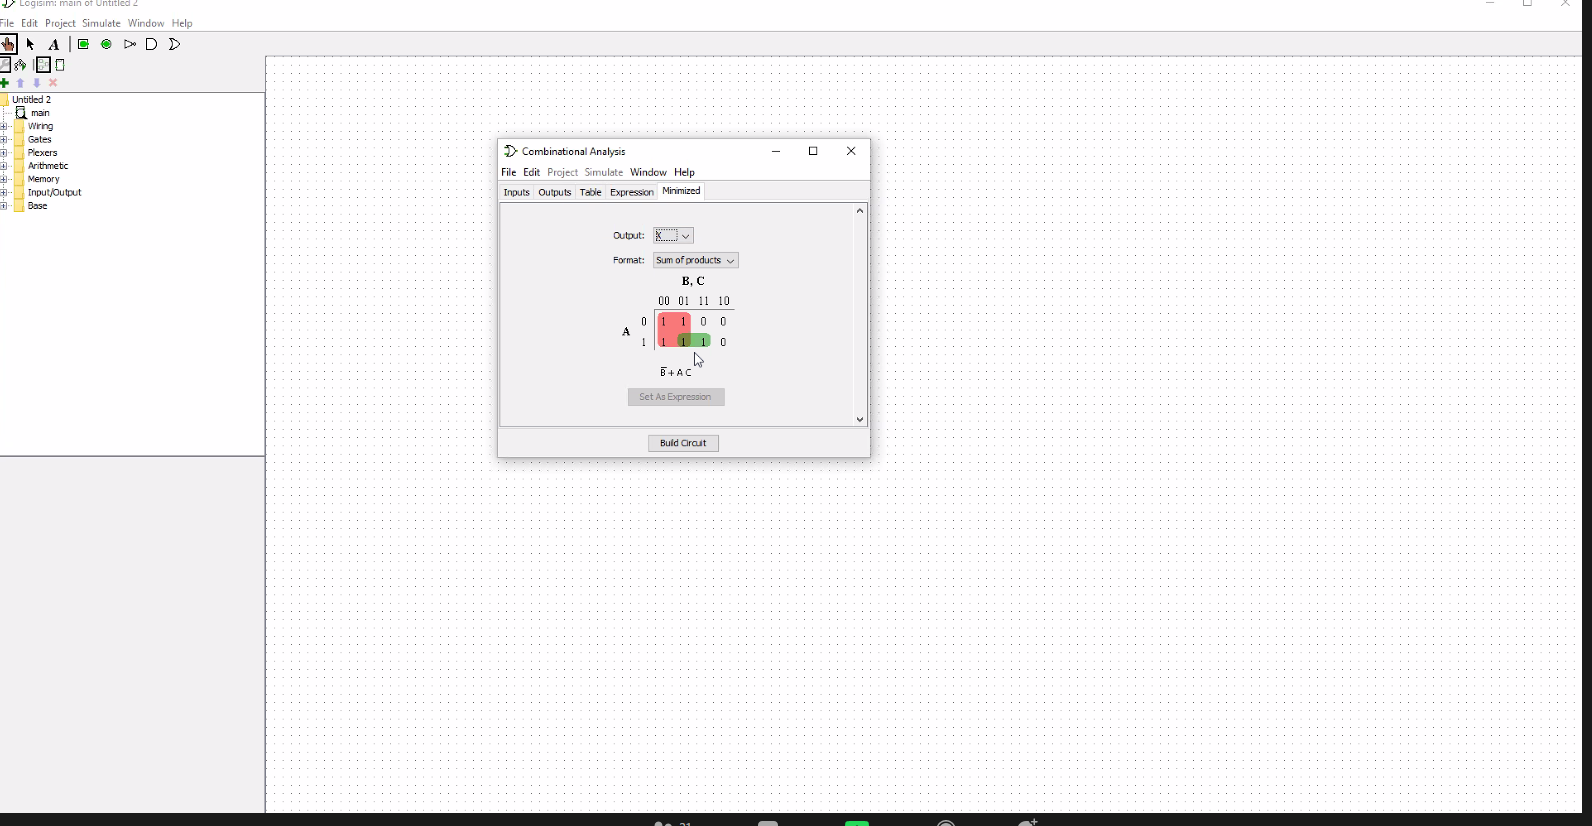 Logisim: main of Untitled 2
File Edit Project Simulate Window Help
A
Untitled 2
main
Wiring
Gates
Plexers
Arithmetic
Memory
Input/Output
Base
Combinational Analysis
File Edit Project Simulate Window Help
Inputs Outputs Table Expression Minimized
Output: X
Format: Sum of products
B, C
00 01 11 10
0 1 1 0 0
A
1 1 1 1 0
B̅ + A C
Set As Expression
Build Circuit